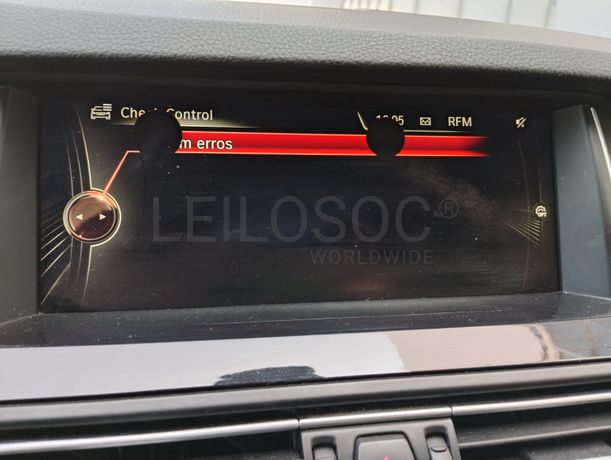 Check Control
RFM
erros
LEILOSOC®
WORLDWIDE